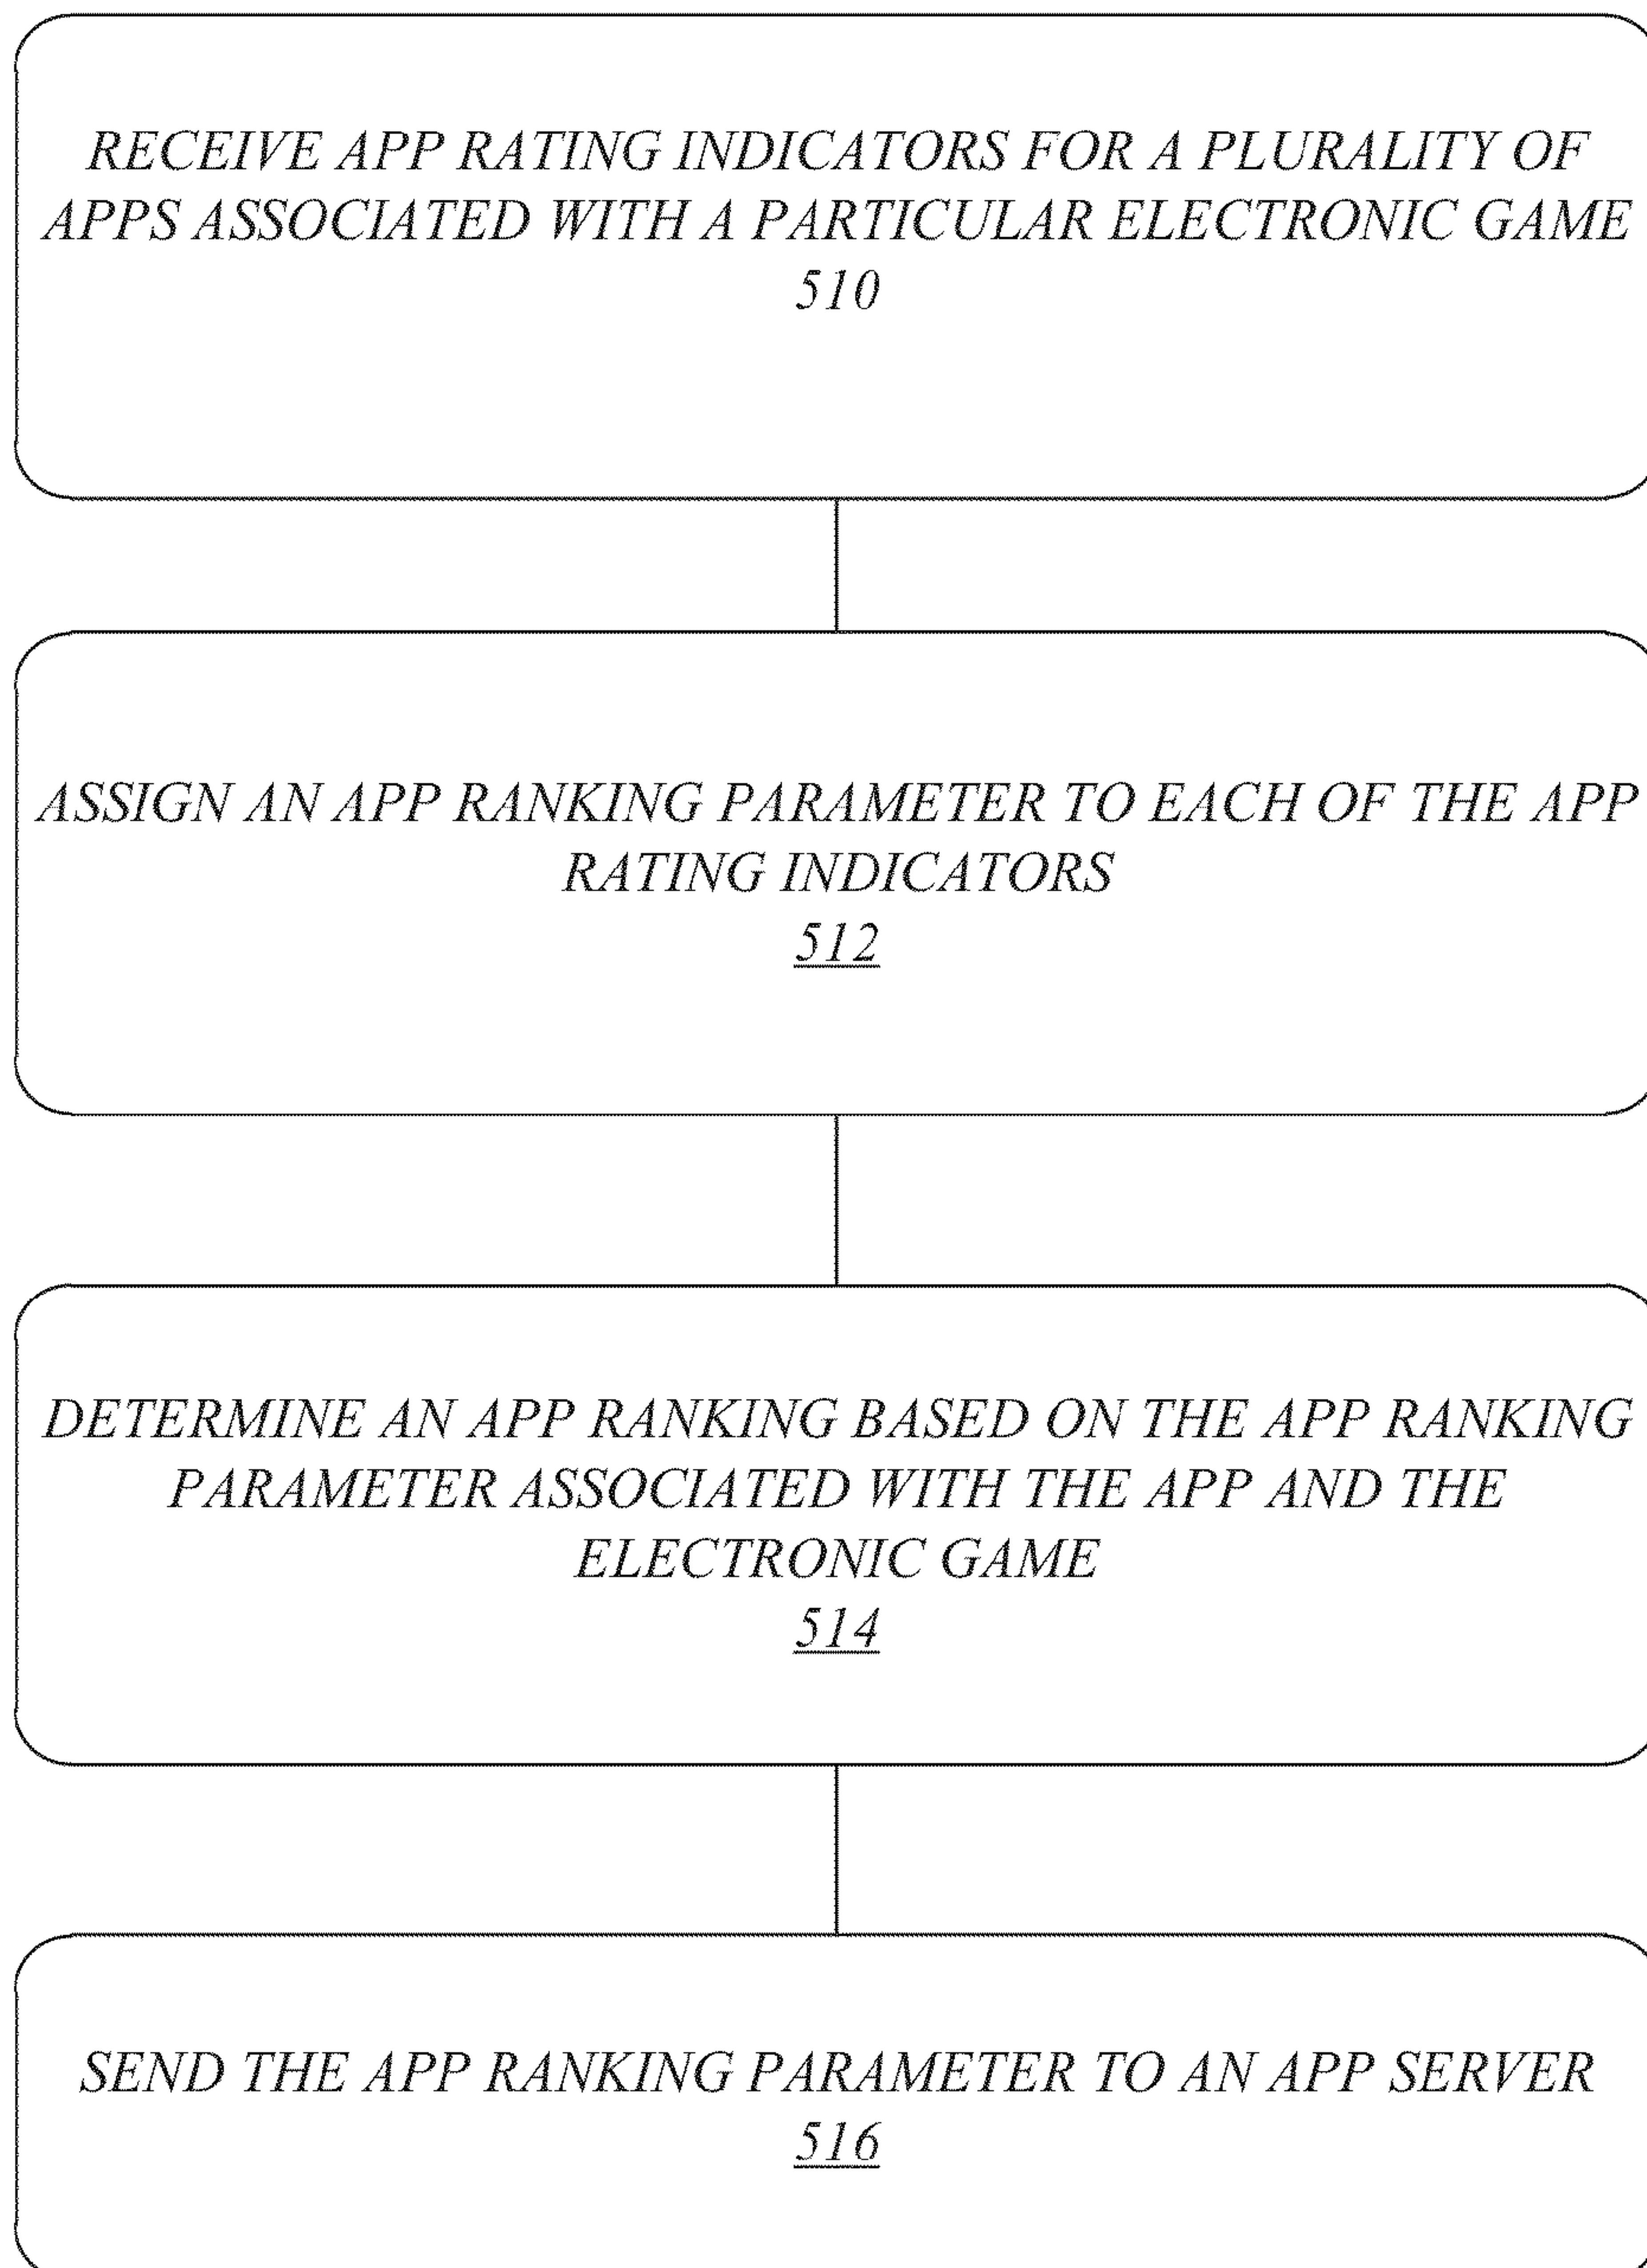 RECEIVE APP RATING INDICATORS FOR A PLURALITY OF
APPS ASSOCIATED WITH A PARTICULAR ELECTRONIC GAME
510
ASSIGN AN APP RANKING PARAMETER TO EACH OF THE APP
RATING INDICATORS
512
DETERMINE AN APP RANKING BASED ON THE APP RANKING
PARAMETER ASSOCIATED WITH THE APP AND THE
ELECTRONIC GAME
514
SEND THE APP RANKING PARAMETER TO AN APP SERVER
516